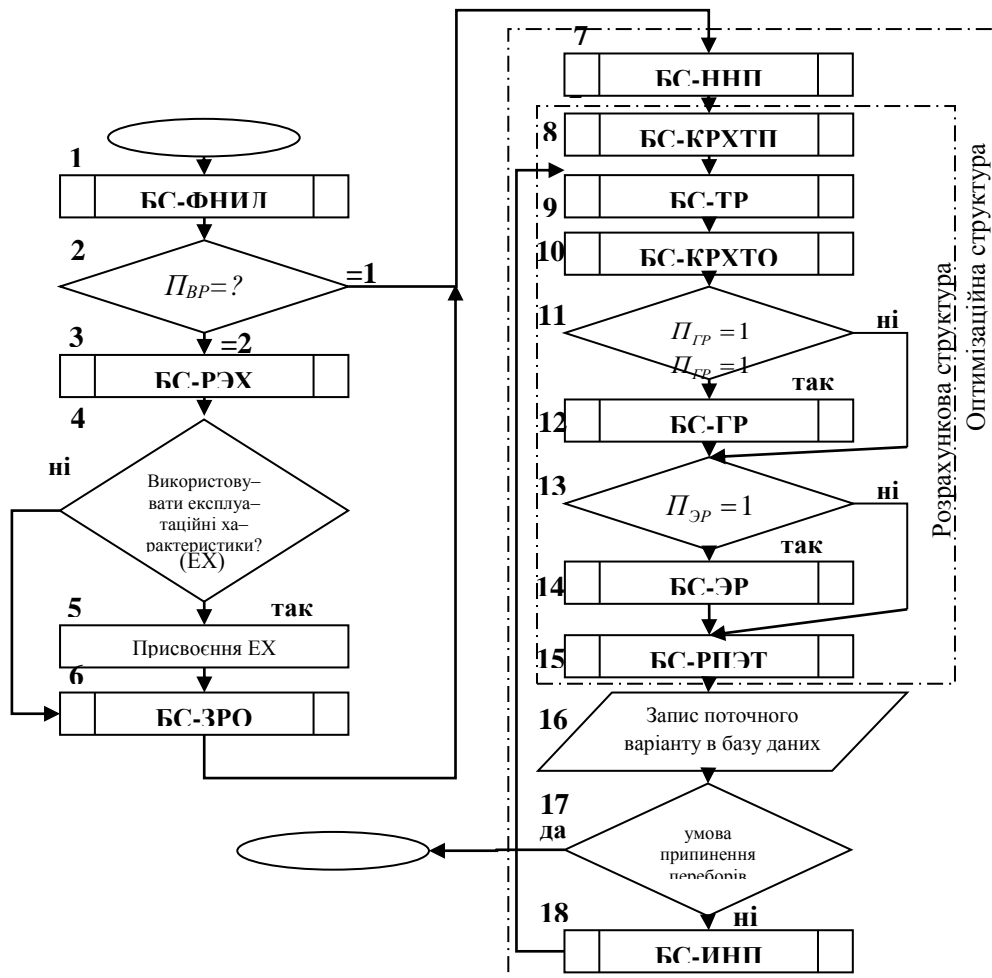 1
БС-ФНИД
2
П_ВР=?
=1
=2
3
БС-РЭХ
4
ні
Використову–
вати експлуа–
таційні ха–
рактеристики?
(ЕХ)
так
5
Присвоєння ЕХ
6
БС-ЗРО
7
БС-ННП
8
БС-КРХТП
9
БС-ТР
10
БС-КРХТО
11
П_ГР = 1
П_ГР = 1
ні
так
12
БС-ГР
13
П_ЭР = 1
ні
так
14
БС-ЭР
15
БС-РПЭТ
16
Запис поточного
варіанту в базу даних
17
да
умова
припинення
переборів
ні
18
БС-ИНП
Розрахункова структура
Оптимізаційна структура